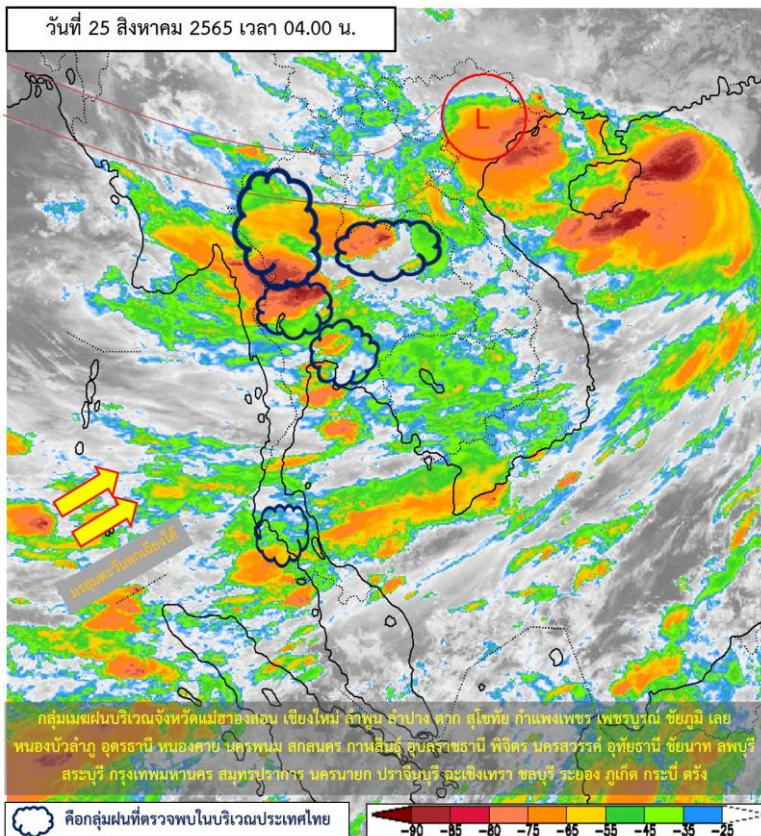 วันที่ 25 สิงหาคม 2565 เวลา 04.00 น.
L
มรสุมตะวันตกเฉียงใต้
กลุ่มเมฆฝนบริเวณจังหวัดแม่ฮ่องสอน เชียงใหม่ ลำพูน ลำปาง ตาก สุโขทัย กำแพงเพชร เพชรบูรณ์ ชัยภูมิ เลย
หนองบัวลำภู อุดรธานี หนองคาย นครพนม สกลนคร กาฬสินธุ์ อุบลราชธานี พิจิตร นครสวรรค์ อุทัยธานี ชัยนาท ลพบุรี
สระบุรี กรุงเทพมหานคร สมุทรปราการ นครนายก ปราจีนบุรี ฉะเชิงเทรา ชลบุรี ระยอง ภูเก็ต กระบี่ ตรัง
คือกลุ่มฝนที่ตรวจพบในบริเวณประเทศไทย
-90 -85 -80 -75 -65 -55 -45 35 -25